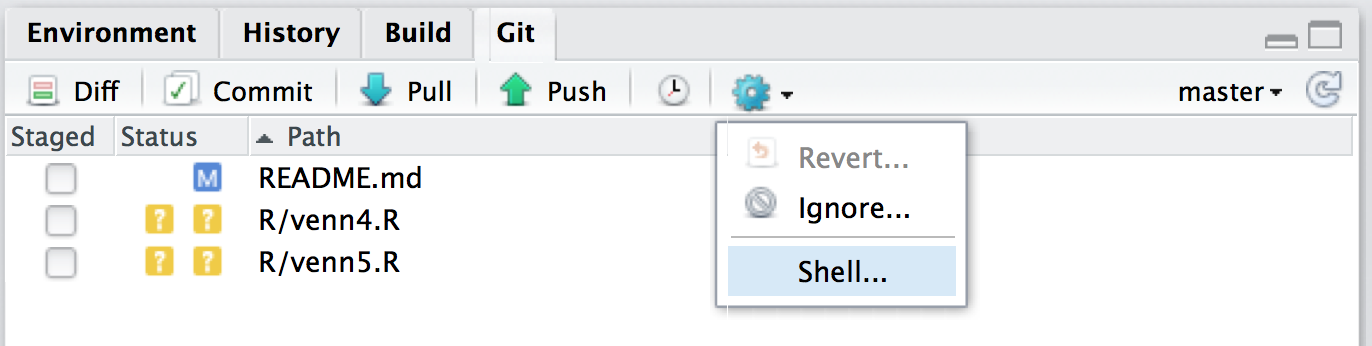 Environment History Build Git
Diff Commit Pull Push master
Staged Status Path
M README.md
? ? R/venn4.R
? ? R/venn5.R
Revert...
Ignore...
Shell...